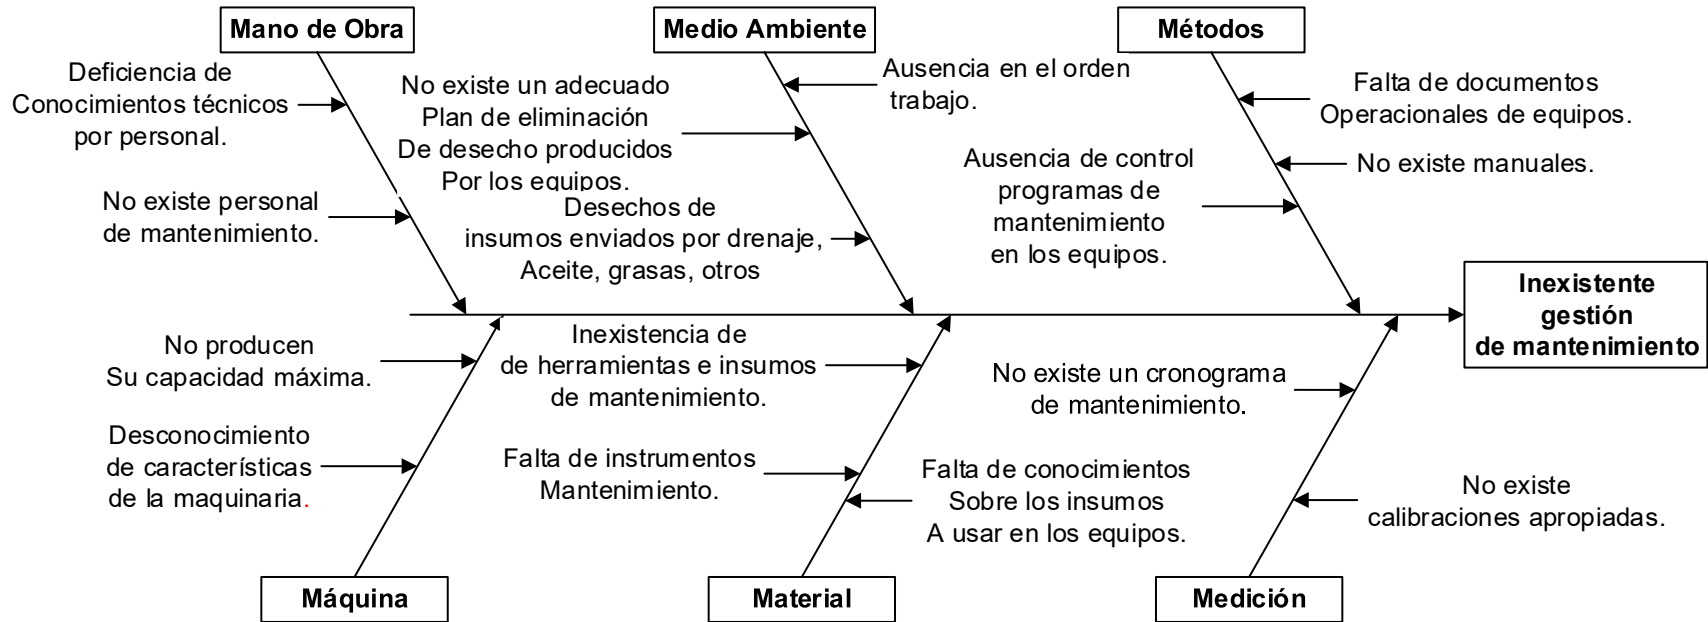 Mano de Obra
Medio Ambiente
Métodos
Deficiencia de
Conocimientos técnicos
por personal.
No existe personal
de mantenimiento.
No existe un adecuado
Plan de eliminación
De desecho producidos
Por los equipos.
Desechos de
insumos enviados por drenaje,
Aceite, grasas, otros
Ausencia en el orden
trabajo.
Ausencia de control
programas de
mantenimiento
en los equipos.
Falta de documentos
Operacionales de equipos.
No existe manuales.
Inexistente
gestión
de mantenimiento
No producen
Su capacidad máxima.
Desconocimiento
de características
de la maquinaria.
Inexistencia de
de herramientas e insumos
de mantenimiento.
Falta de instrumentos
Mantenimiento.
Falta de conocimientos
Sobre los insumos
A usar en los equipos.
No existe un cronograma
de mantenimiento.
No existe
calibraciones apropiadas.
Máquina
Material
Medición